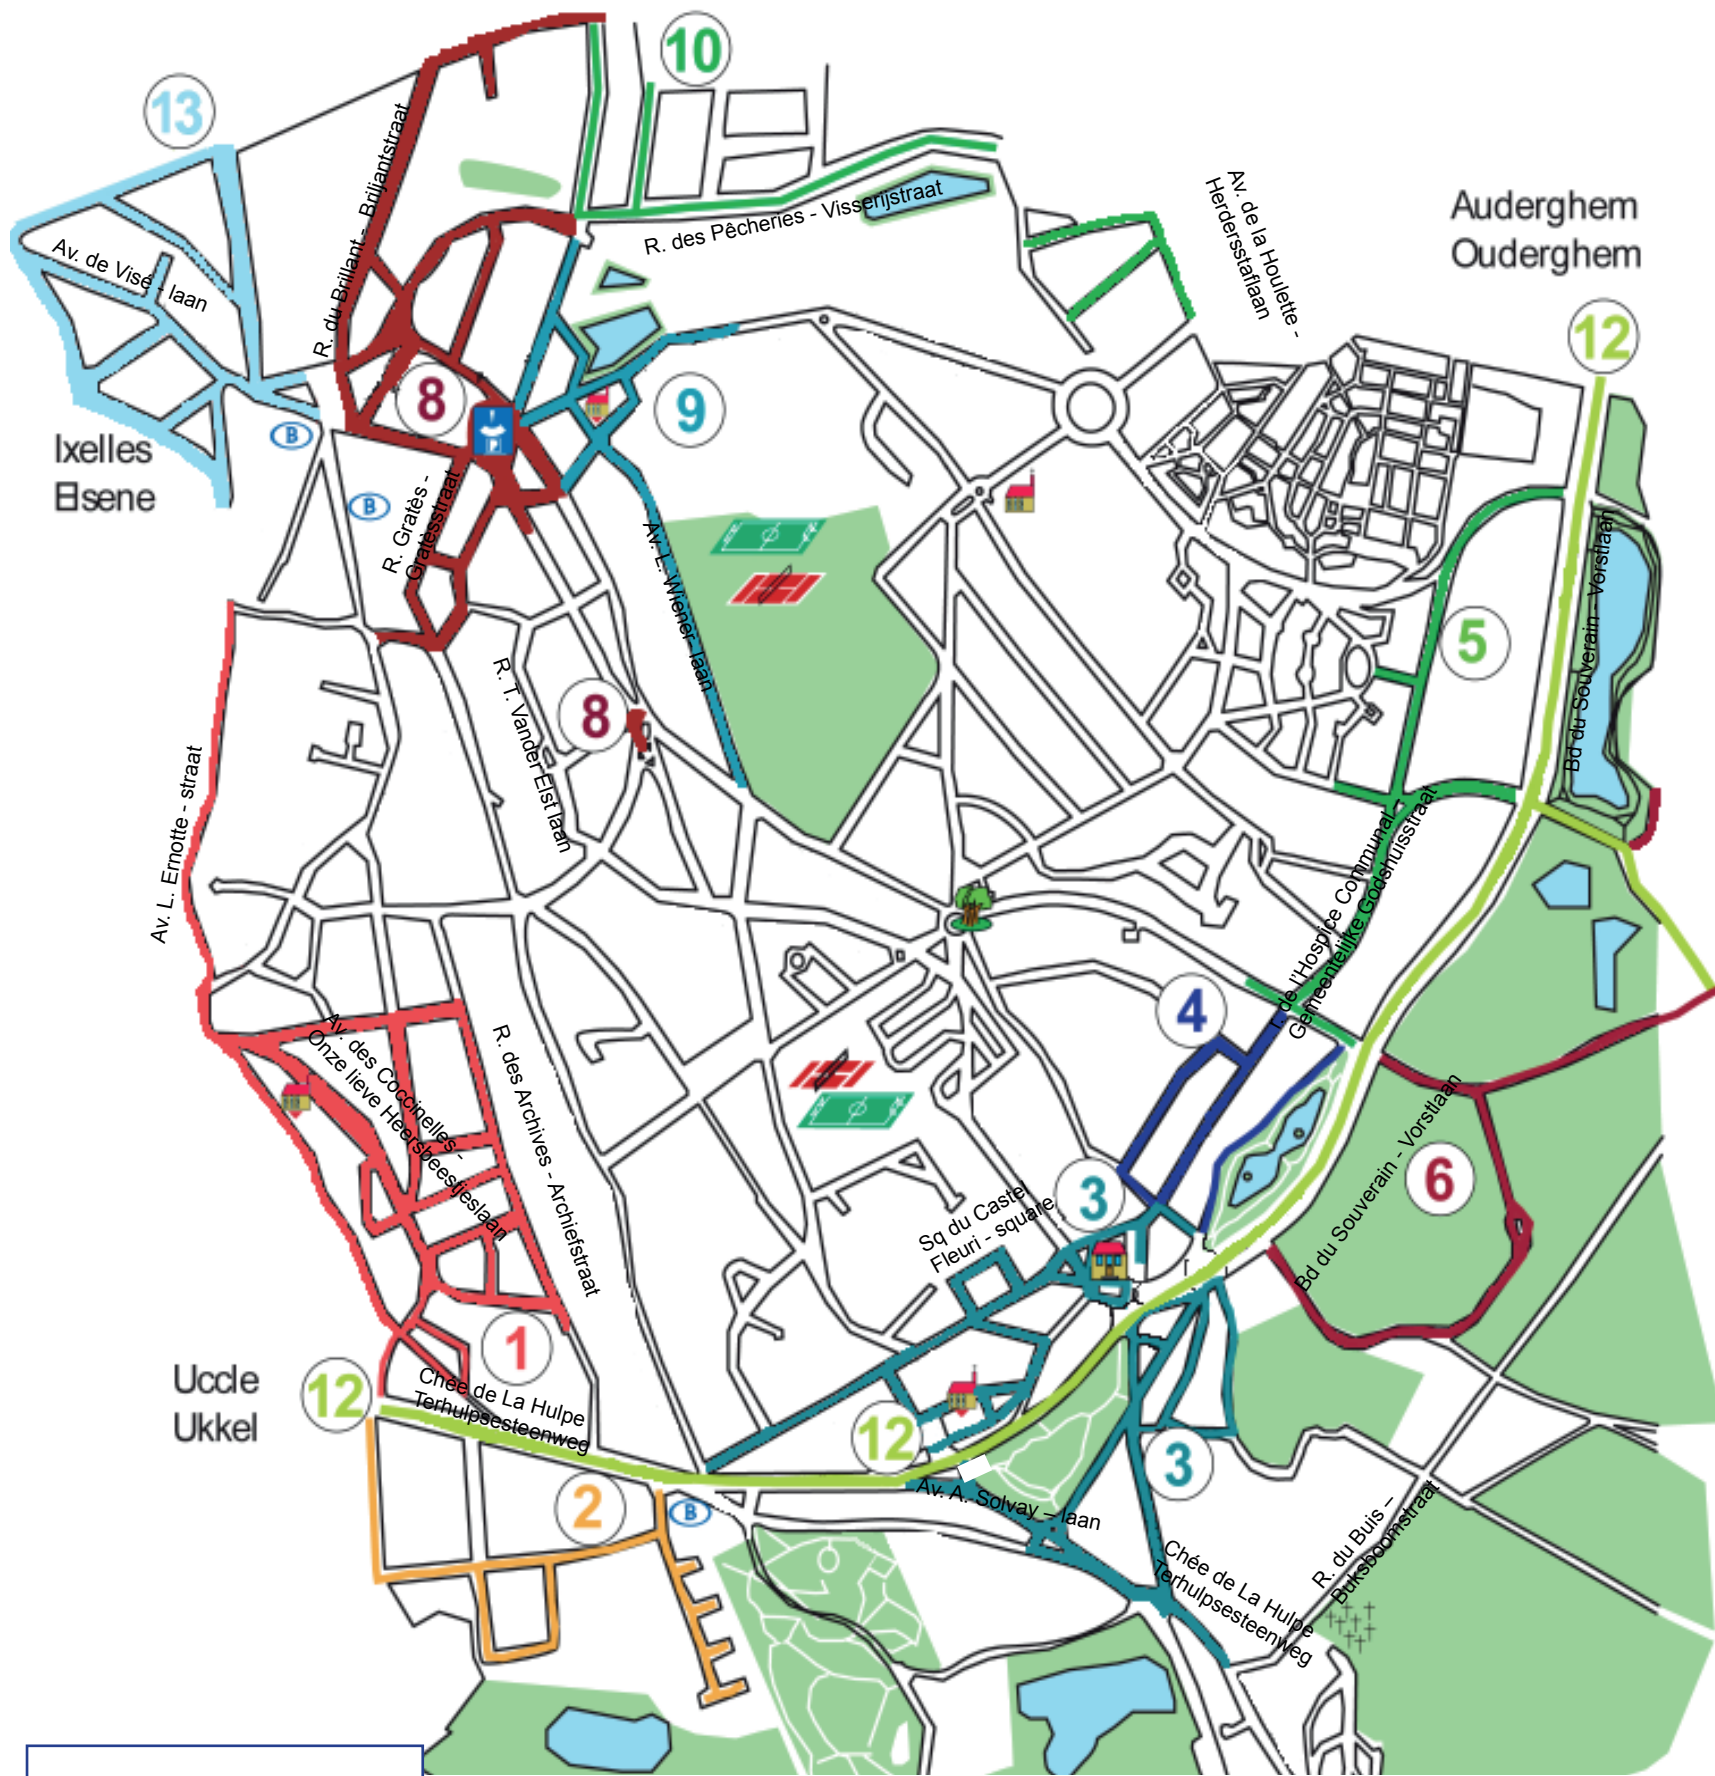 10
13
R. du Brillant - Briljantstraat
Av. de la Houlette -
Herdersstaflaan
Auderghem
Ouderghem
R. des Pêcheries - Visserijstraat
Av. de Visé - laan
12
8
9
Ixelles
Elsene
B
B
R. Gratès -
Gratèsstraat
Av. L. Wiener- laan
Bd du Souverain - Vorstlaan
5
8
R. T. Vander Elst laan
Av. L. Ernotte - straat
r. de l'Hospice Communal -
Gemeentelijke Godshuisstraat
4
Av. des Coccinelles -
Onze lieve Heersbeestjeslaan
R. des Archives - Archiefstraat
Bd du Souverain - Vorstlaan
6
3
Sq du Castel
Fleuri - square
1
Uccle
Ukkel
12
Chée de La Hulpe
Terhulpsesteenweg
12
3
2
B
Av. A. Solvay – laan
Chée de La Hulpe
Terhulpsesteenweg
R. du Buis –
Buksboomstraat